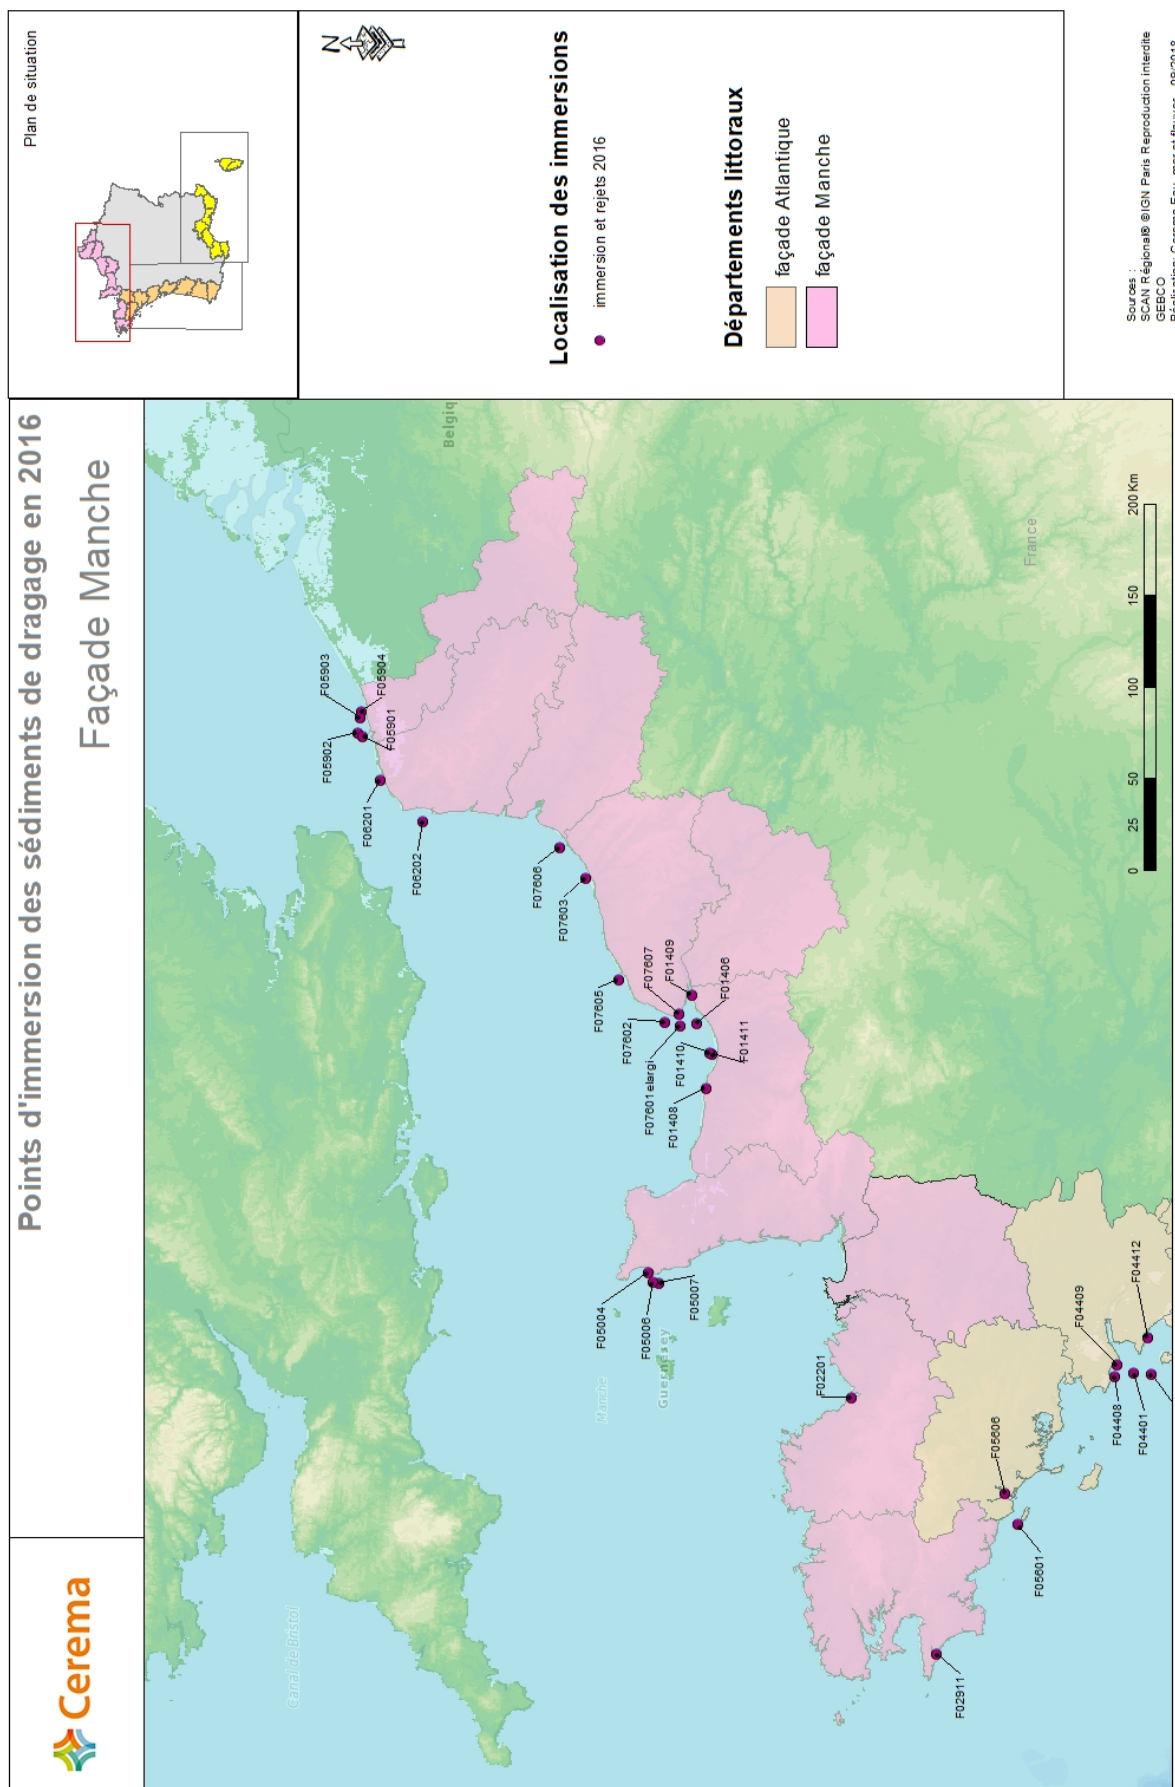 Cerema
Points d'immersion des sédiments de dragage en 2016
Façade Manche
Plan de situation
N
Localisation des immersions
immersion et rejets 2016
Départements littoraux
façade Atlantique
façade Manche
Sources :
SCAN Régional® ©IGN Paris Reproduction interdite
GEBCO
Canal de Bristol
Manche
Guernesey
Belgiq
France
F05902
F05903
F05904
F05901
F06201
F06202
F07606
F07603
F07605
F07602
F07607
F01409
F07601elargi
F01406
F01410
F01411
F01408
F05004
F05006
F05007
F02201
F02911
F05606
F05601
F04409
F04412
F04408
F04401
0 25 50 100 150 200 Km